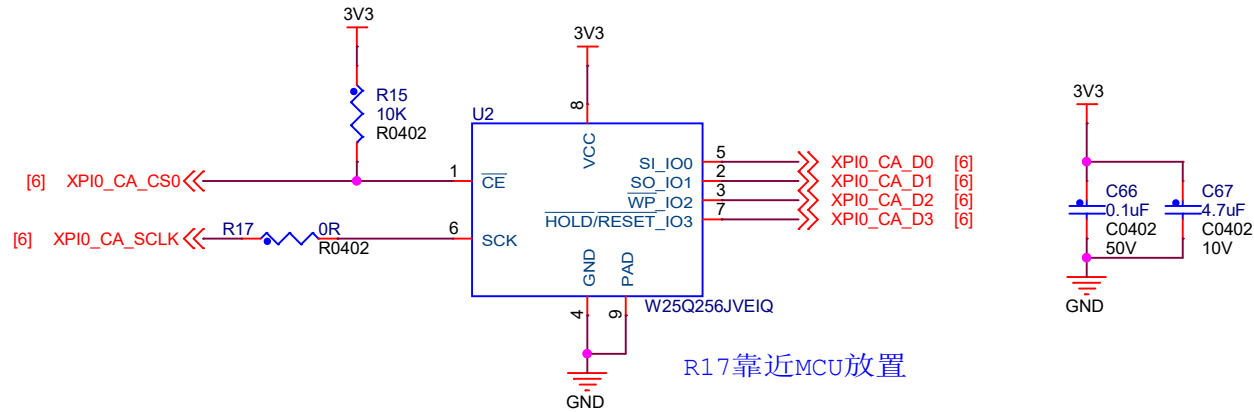 3V3
R15
10K
R0402
[6] XPI0_CA_CS0
[6] XPI0_CA_SCLK
R17
0R
R0402
3V3
U2
8
VCC
1
CE
6
SCK
SI_IO0
5
SO_IO1
2
WP_IO2
3
HOLD/RESET_IO3
7
GND
PAD
4
9
W25Q256JVEIQ
GND
XPI0_CA_D0 [6]
XPI0_CA_D1 [6]
XPI0_CA_D2 [6]
XPI0_CA_D3 [6]
R17靠近MCU放置
3V3
C66
0.1uF
C0402
50V
C67
4.7uF
C0402
10V
GND